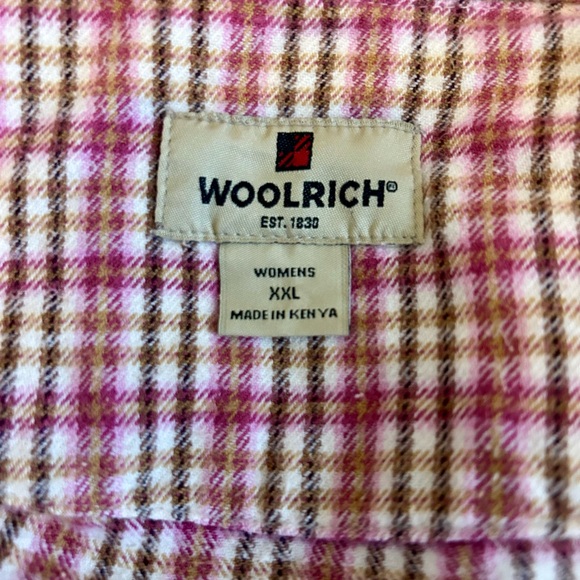 WOOLRICH®
EST. 1830
WOMENS
XXL
MADE IN KENYA